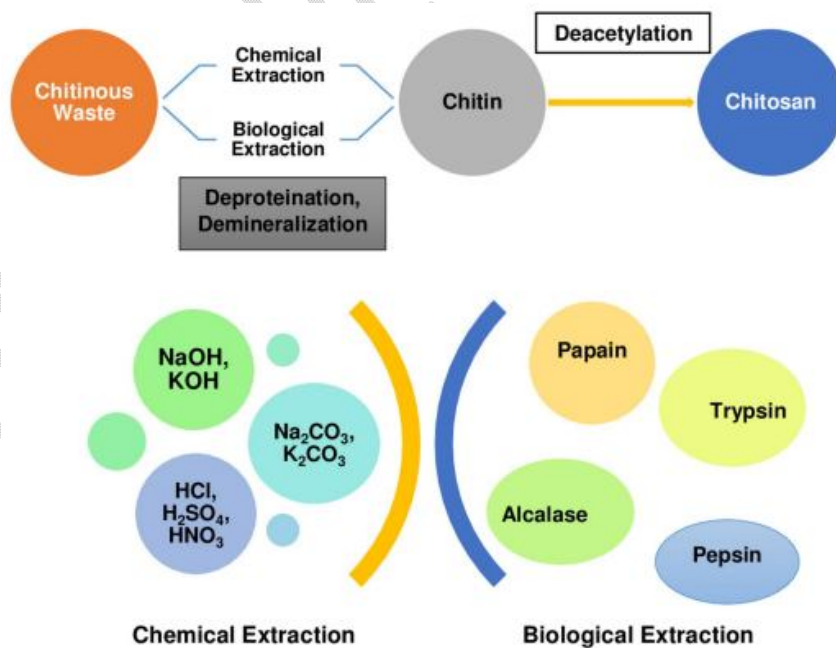 Deacetylation
Chitinous
Waste
Chemical
Extraction
Biological
Extraction
Chitin
Chitosan
Deproteination,
Demineralization
NaOH,
KOH
Na₂CO₃,
K₂CO₃
HCl,
H₂SO₄,
HNO₃
Papain
Trypsin
Alcalase
Pepsin
Chemical Extraction
Biological Extraction